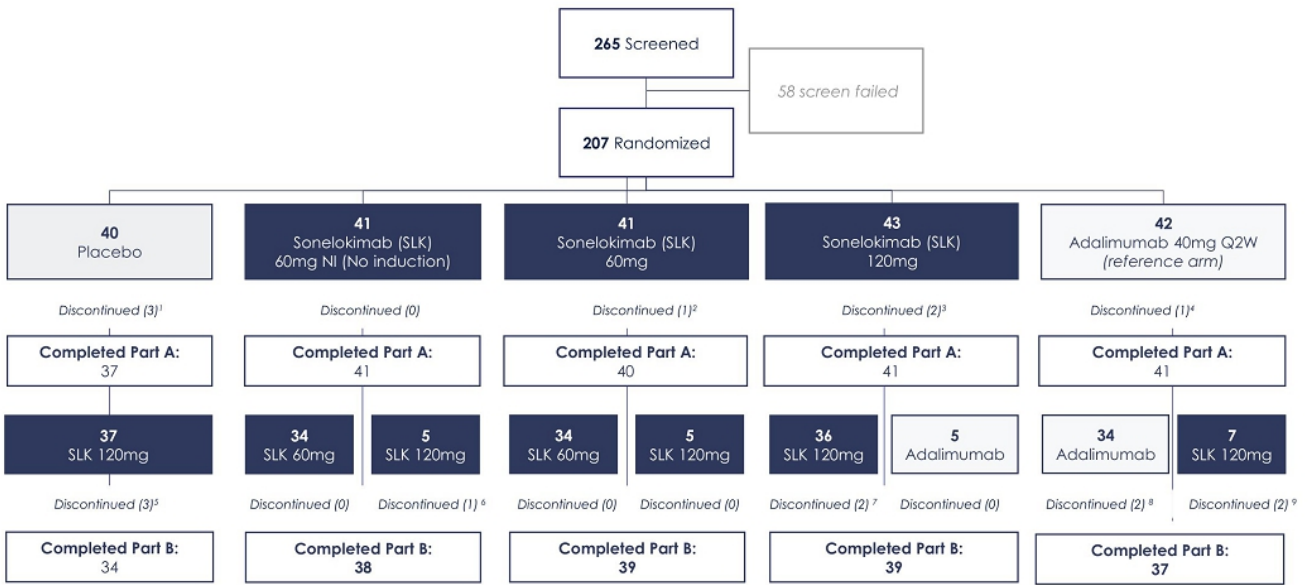 265 Screened
58 screen failed
207 Randomized
40
Placebo
41
Sonelokimab (SLK)
60mg NI (No induction)
41
Sonelokimab (SLK)
60mg
43
Sonelokimab (SLK)
120mg
42
Adalimumab 40mg Q2W
(reference arm)
Discontinued (3)¹
Discontinued (0)
Discontinued (1)²
Discontinued (2)³
Discontinued (1)⁴
Completed Part A:
37
Completed Part A:
41
Completed Part A:
40
Completed Part A:
41
Completed Part A:
41
37
SLK 120mg
34
SLK 60mg
5
SLK 120mg
34
SLK 60mg
5
SLK 120mg
36
SLK 120mg
5
Adalimumab
34
Adalimumab
7
SLK 120mg
Discontinued (3)⁵
Discontinued (0)
Discontinued (1) ⁶
Discontinued (0)
Discontinued (0)
Discontinued (2) ⁷
Discontinued (0)
Discontinued (2) ⁸
Discontinued (2) ⁹
Completed Part B:
34
Completed Part B:
38
Completed Part B:
39
Completed Part B:
39
Completed Part B:
37